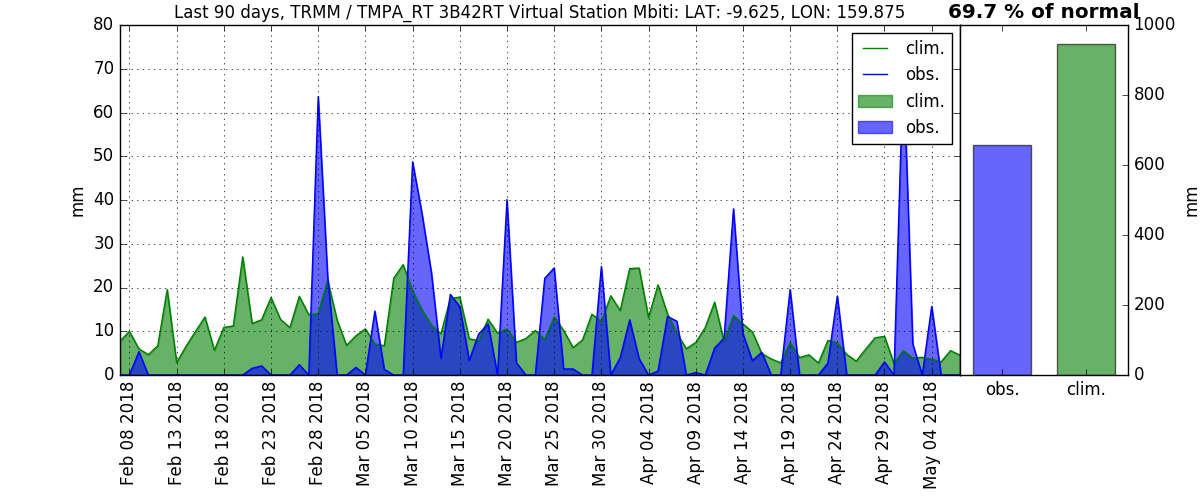 Last 90 days, TRMM / TMPA_RT 3B42RT Virtual Station Mbiti: LAT: -9.625, LON: 159.875
69.7 % of normal
80
70
60
50
40
30
20
10
0
mm
clim.
obs.
clim.
obs.
Feb 08 2018
Feb 13 2018
Feb 18 2018
Feb 23 2018
Feb 28 2018
Mar 05 2018
Mar 10 2018
Mar 15 2018
Mar 20 2018
Mar 25 2018
Mar 30 2018
Apr 04 2018
Apr 09 2018
Apr 14 2018
Apr 19 2018
Apr 24 2018
Apr 29 2018
May 04 2018
1000
800
600
400
200
0
mm
obs.
clim.